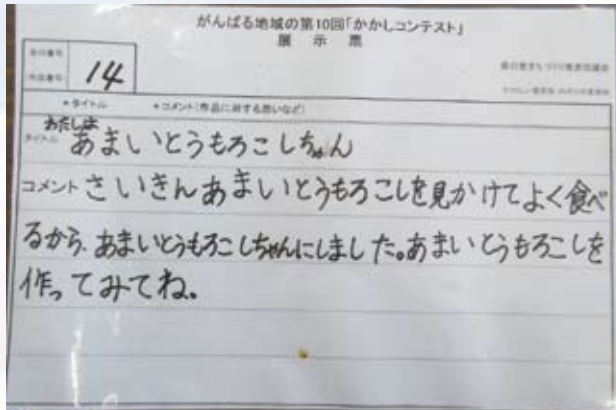 がんばる地域の第10回「かかしコンテスト」
展示票
14
*タイトル *コメント(作品に対する思いなど)
わたしは
タイトル あまいとうもろこしちゃん
コメント さいきんあまいとうもろこしを見かけてよく食べ
るから、あまいとうもろこしちゃんにしました。あまいとうもろこしを
作ってみてね。